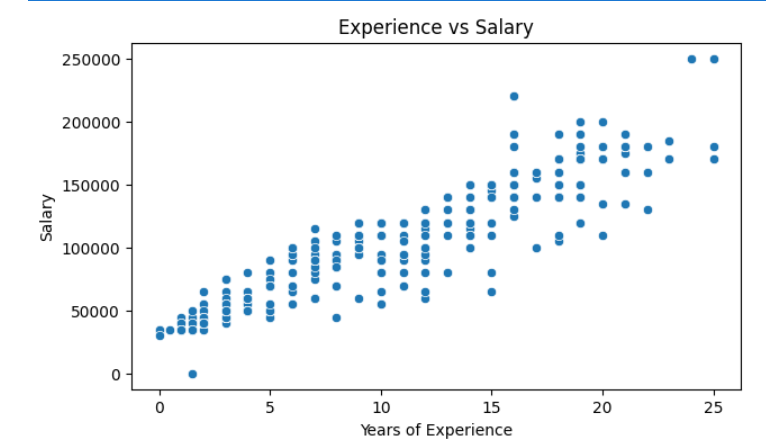 Experience vs Salary
250000
200000
150000
100000
50000
0
Salary
0 5 10 15 20 25
Years of Experience